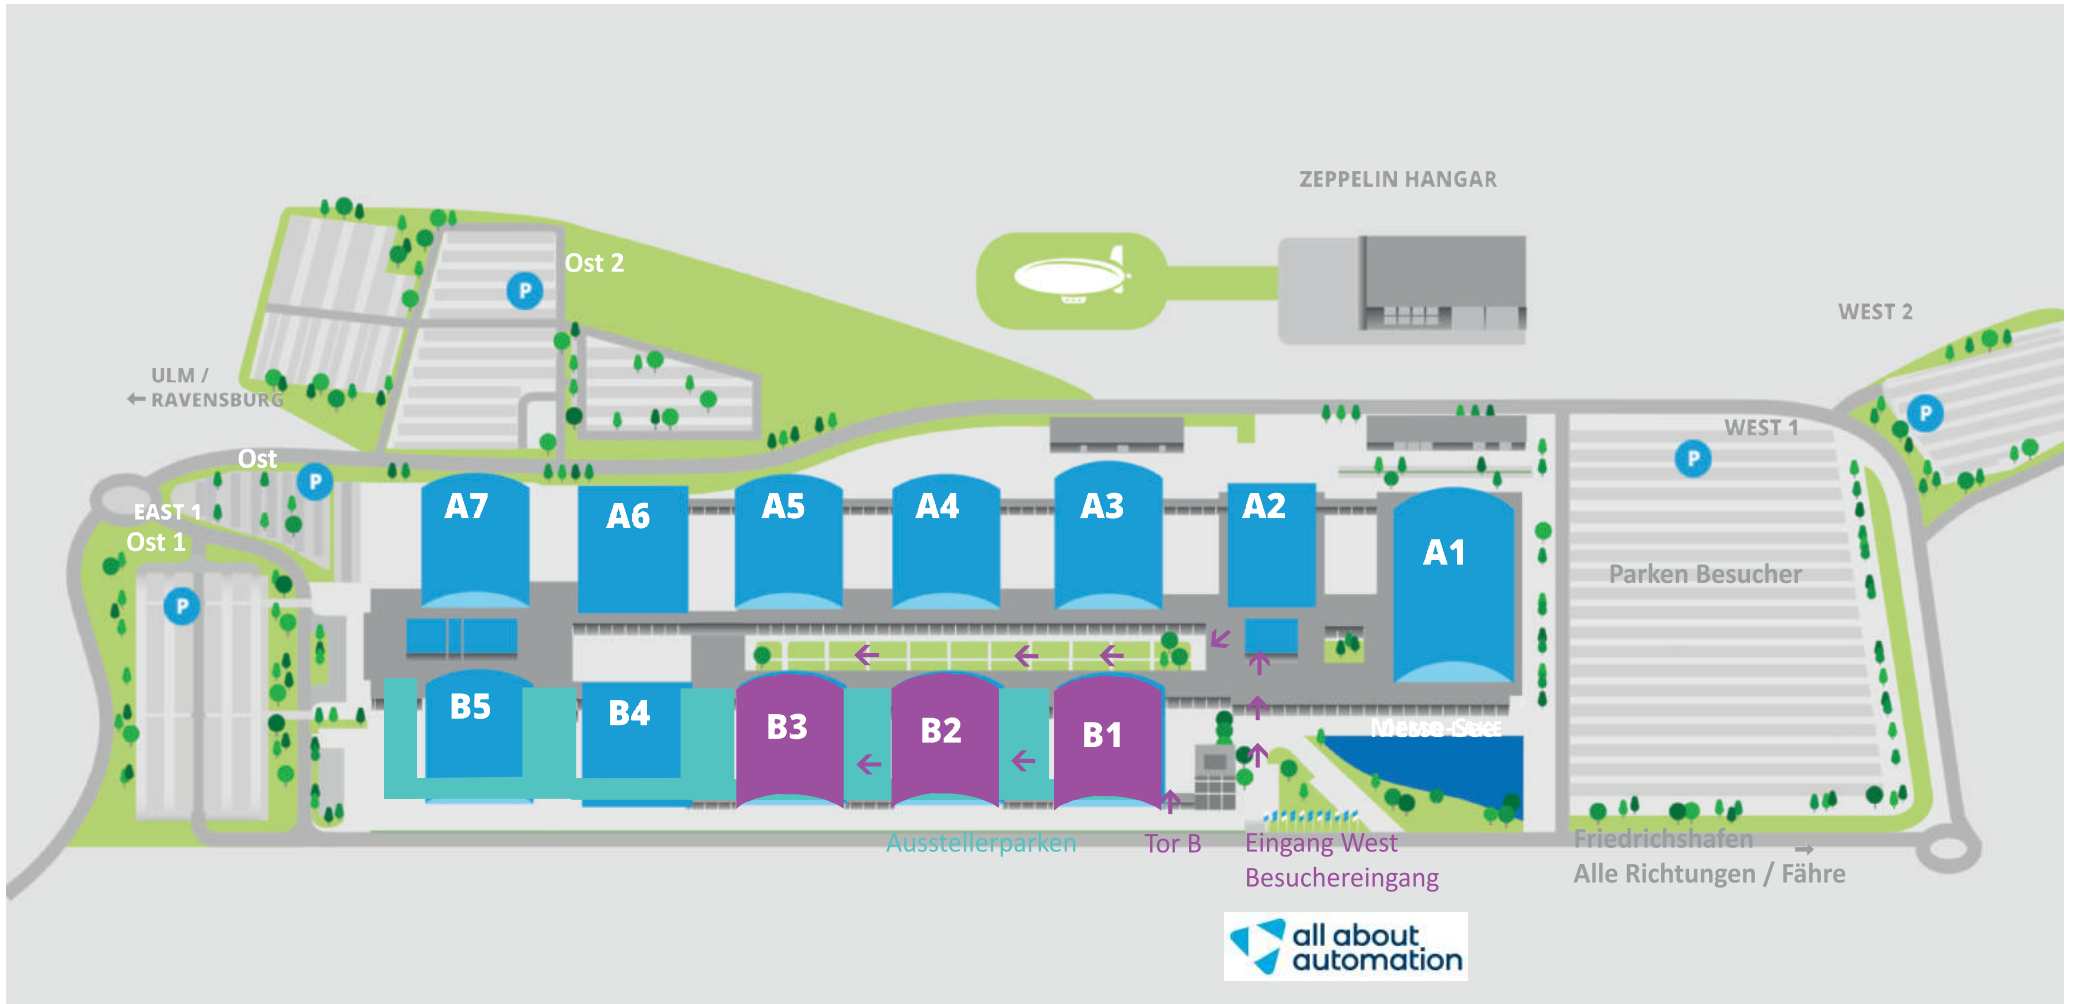 ZEPPELIN HANGAR
Ost 2
P
WEST 2
ULM /
RAVENSBURG
P
WEST 1
Ost
P
P
EAST 1
Ost 1
A7
A6
A5
A4
A3
A2
A1
P
Parken Besucher
B5
B4
B3
B2
B1
Messe-See
Ausstellerparken
Tor B
Eingang West
Besuchereingang
Friedrichshafen
Alle Richtungen / Fähre
all about
automation